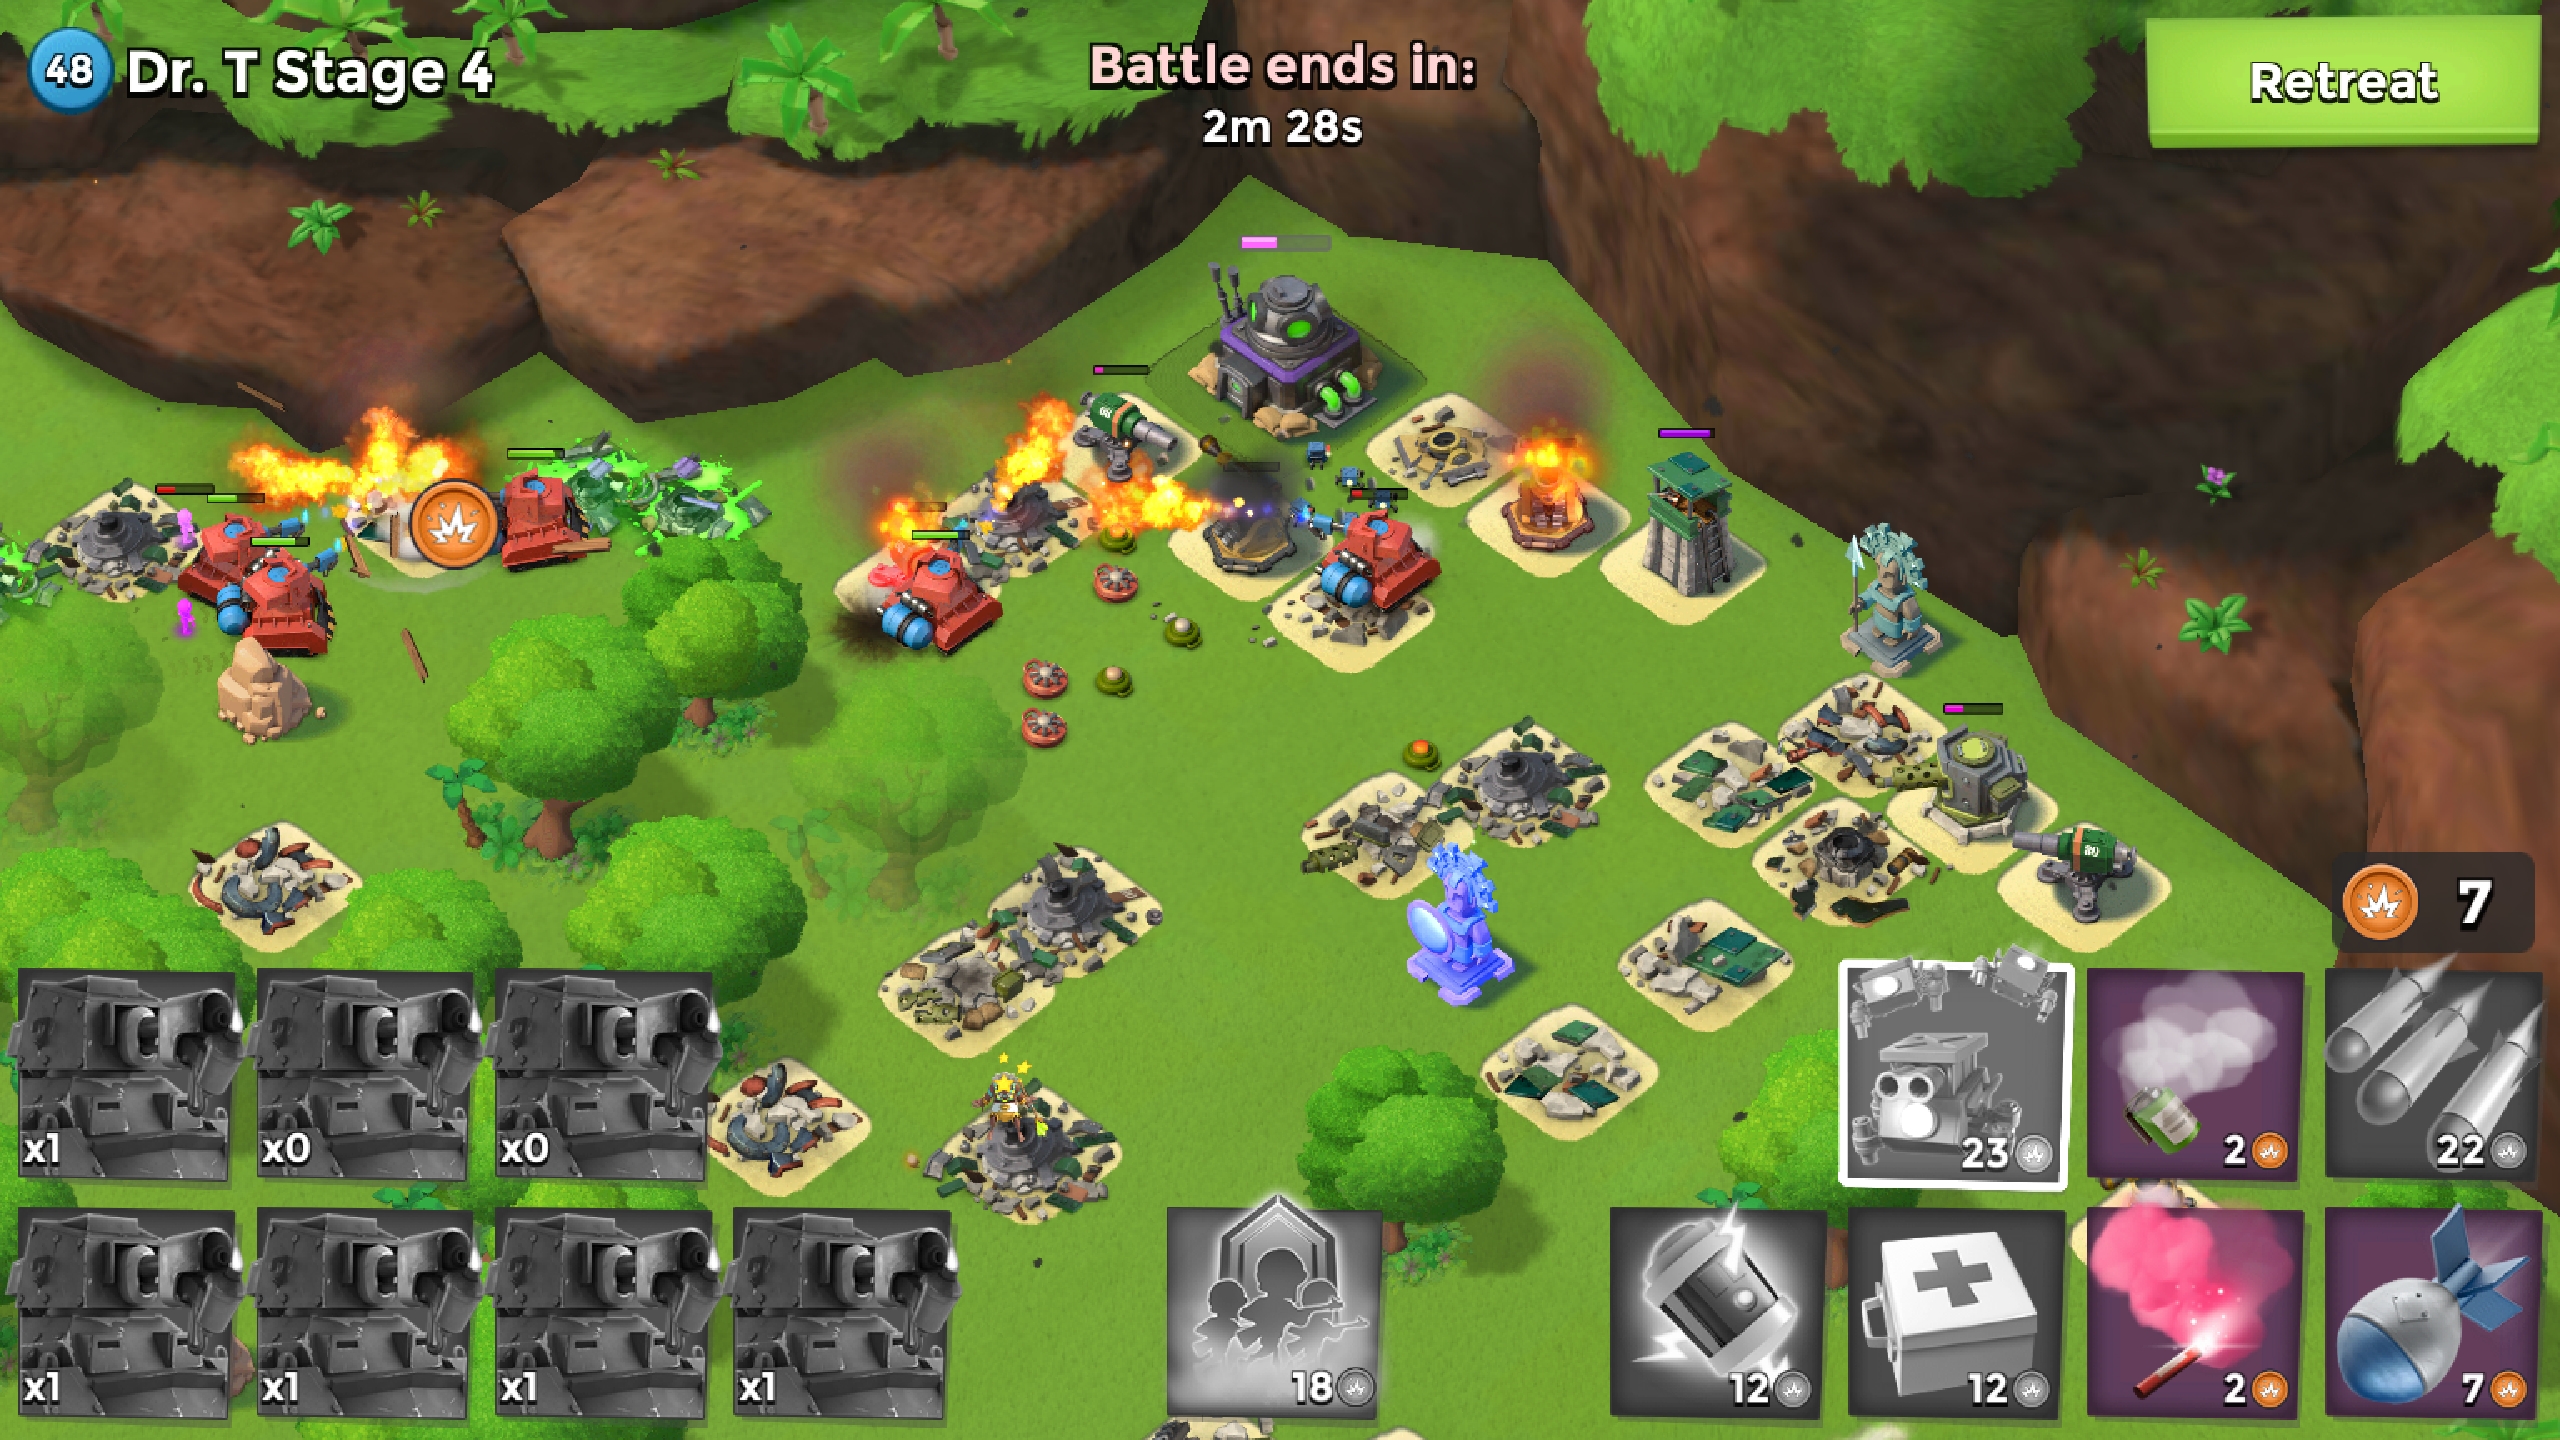 48 Dr. T Stage 4
Battle ends in:
2m 28s
Retreat
7
x1
x0
x0
23
2
22
x1
x1
x1
x1
18
12
12
2
7